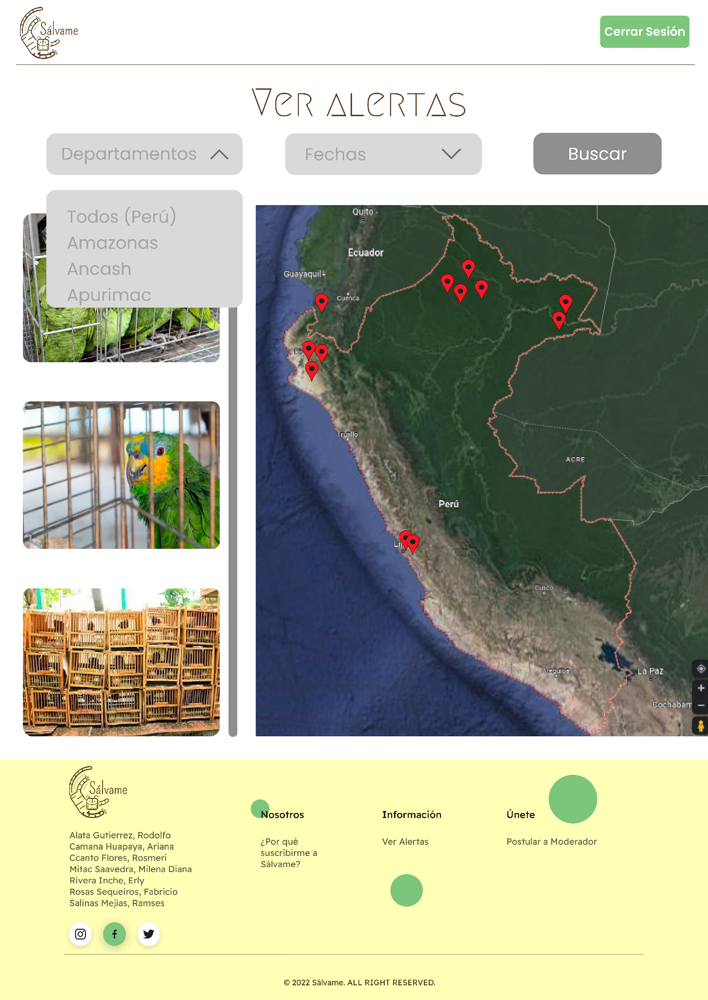 Sálvame
Cerrar Sesión
Ver alertas
Departamentos
Fechas
Buscar
Todos (Perú)
Amazonas
Ancash
Apurimac
Quito
Ecuador
Guayaquil
Cuenca
Trujillo
ACRE
Perú
Cusco
Arequipa
La Paz
Cochabam
Sálvame
Nosotros
Información
Únete
Alata Gutierrez, Rodolfo
Camana Huapaya, Ariana
Ccanto Flores, Rosmeri
Mitac Saavedra, Milena Diana
Rivera Inche, Erly
Rosas Sequeiros, Fabricio
Salinas Mejías, Ramses
¿Por qué
suscribirme a
Sálvame?
Ver Alertas
Postular a Moderador
© 2022 Sálvame. ALL RIGHT RESERVED.